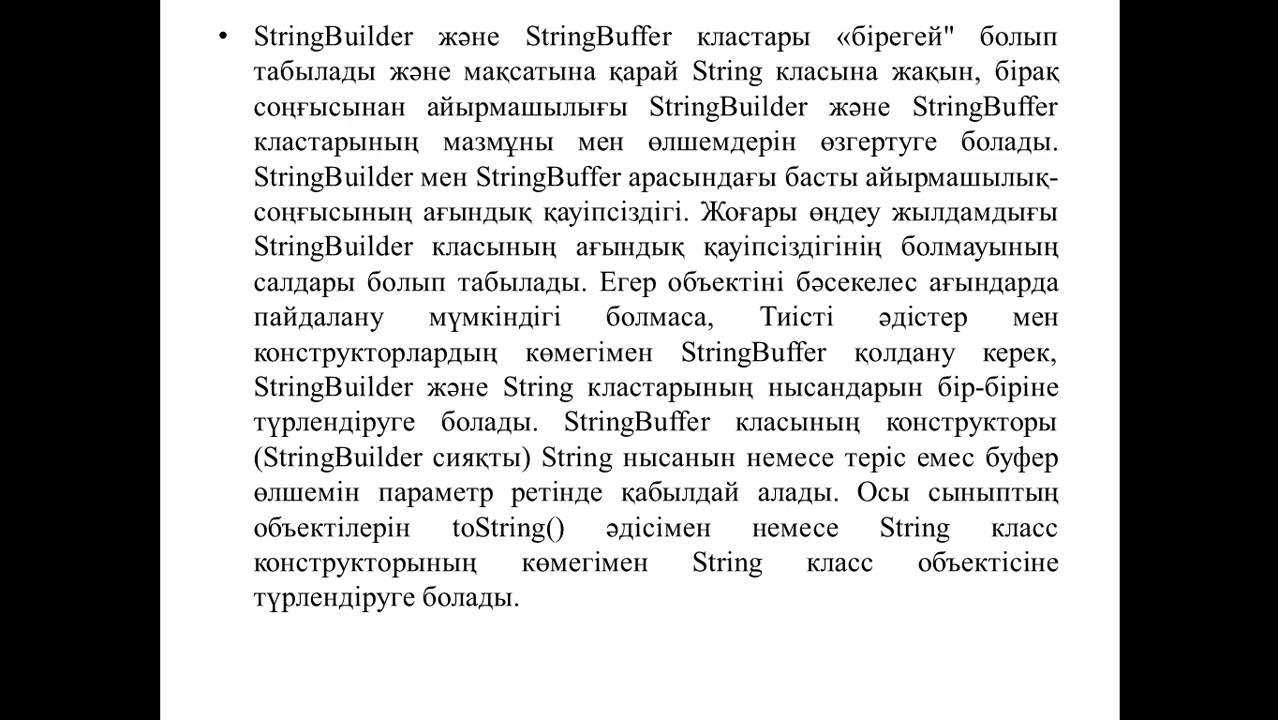 • StringBuilder және StringBuffer кластары «бірегей" болып
табылады және мақсатына қарай String класына жақын, бірақ
соңғысынан айырмашылығы StringBuilder және StringBuffer
кластарының мазмұны мен өлшемдерін өзгертуге болады.
StringBuilder мен StringBuffer арасындағы басты айырмашылық-
соңғысының ағындық қауіпсіздігі. Жоғары өңдеу жылдамдығы
StringBuilder класының ағындық қауіпсіздігінің болмауының
салдары болып табылады. Егер объектіні бәсекелес ағындарда
пайдалану мүмкіндігі болмаса, Тиісті әдістер мен
конструкторлардың көмегімен StringBuffer қолдану керек,
StringBuilder және String кластарының нысандарын бір-біріне
түрлендіруге болады. StringBuffer класының конструкторы
(StringBuilder сияқты) String нысанын немесе теріс емес буфер
өлшемін параметр ретінде қабылдай алады. Осы сыныптың
объектілерін toString() әдісімен немесе String класс
конструкторының көмегімен String класс объектісіне
түрлендіруге болады.